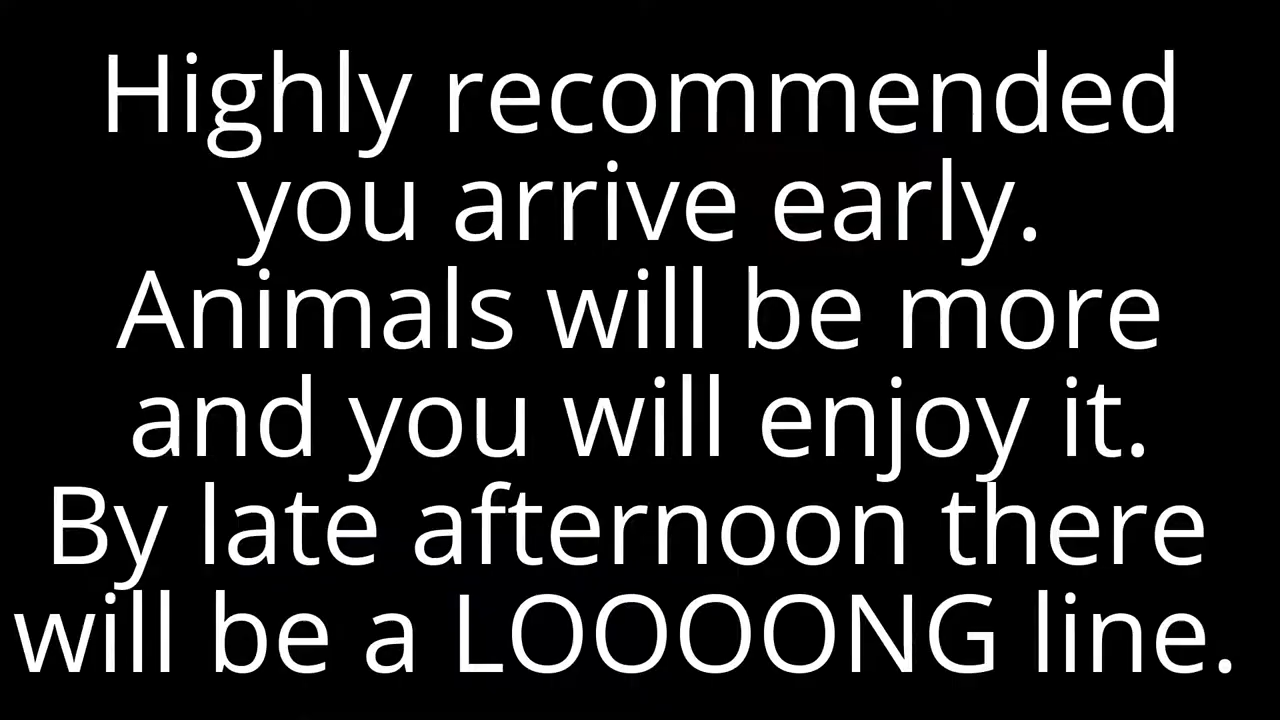 Highly recommended
you arrive early.
Animals will be more
and you will enjoy it.
By late afternoon there
will be a LOOOONG line.